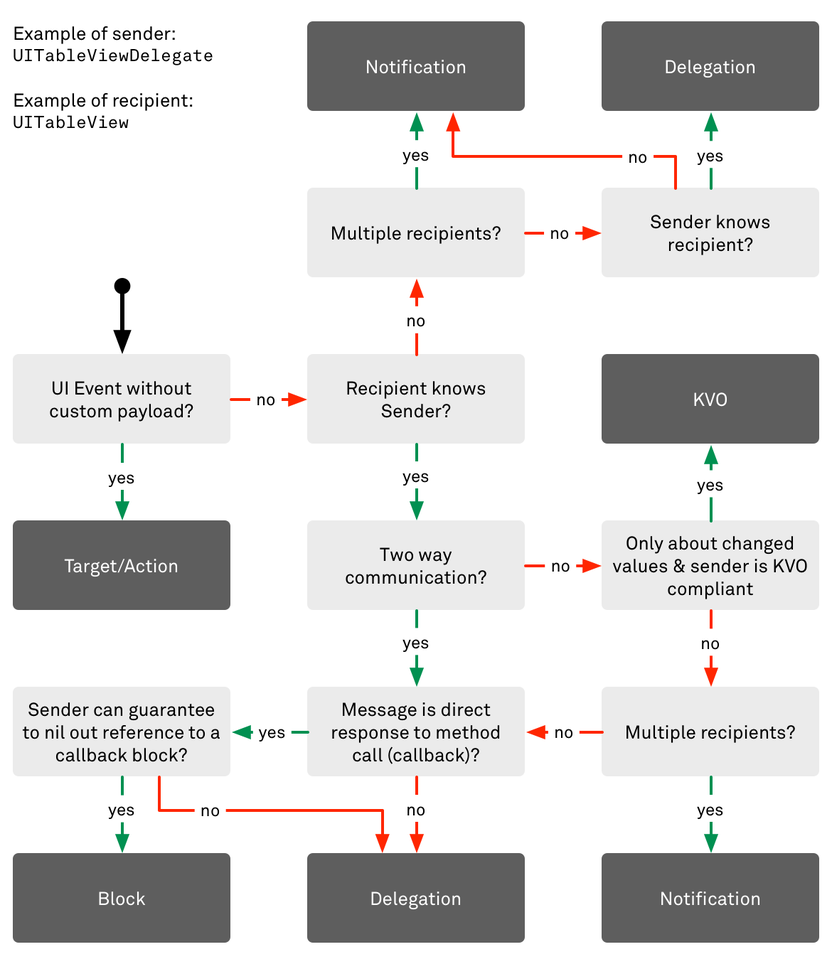 Example of sender:
UITableViewDelegate
Example of recipient:
UITableView
Notification
Delegation
yes
no
yes
Multiple recipients?
no
Sender knows
recipient?
no
UI Event without
custom payload?
no
Recipient knows
Sender?
KVO
yes
yes
yes
Target/Action
Two way
communication?
no
Only about changed
values & sender is KVO
compliant
yes
no
Sender can guarantee
to nil out reference to a
callback block?
yes
Message is direct
response to method
call (callback)?
no
Multiple recipients?
yes
no
no
yes
Block
Delegation
Notification